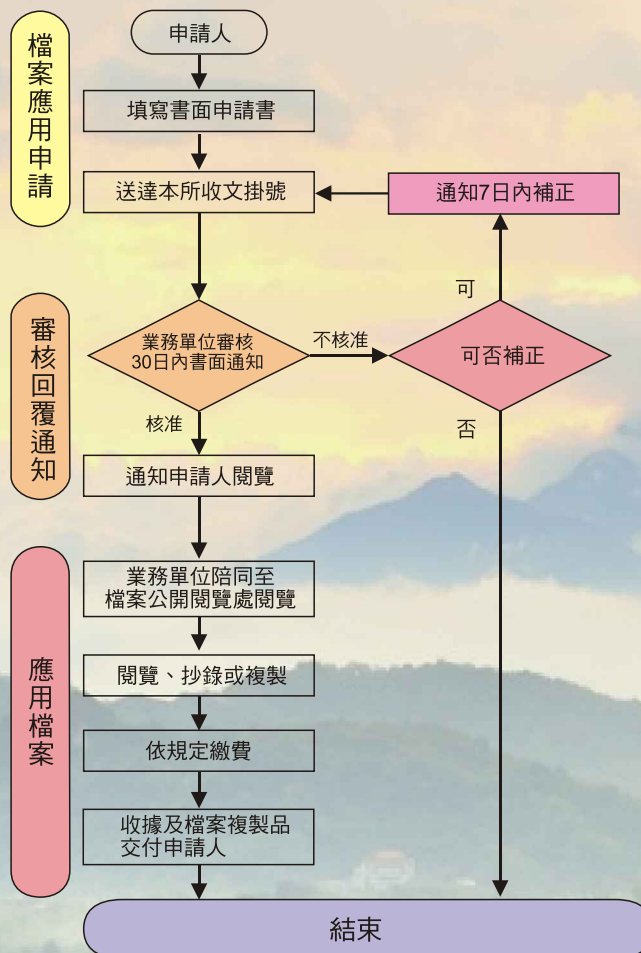 檔案應用申請
申請人
填寫書面申請書
送達本所收文掛號
通知7日內補正
可
審核回覆通知
業務單位審核
30日內書面通知
不核准
可否補正
核准
否
通知申請人閱覽
應用檔案
業務單位陪同至
檔案公開閱覽處閱覽
閱覽、抄錄或複製
依規定繳費
收據及檔案複製品
交付申請人
結束